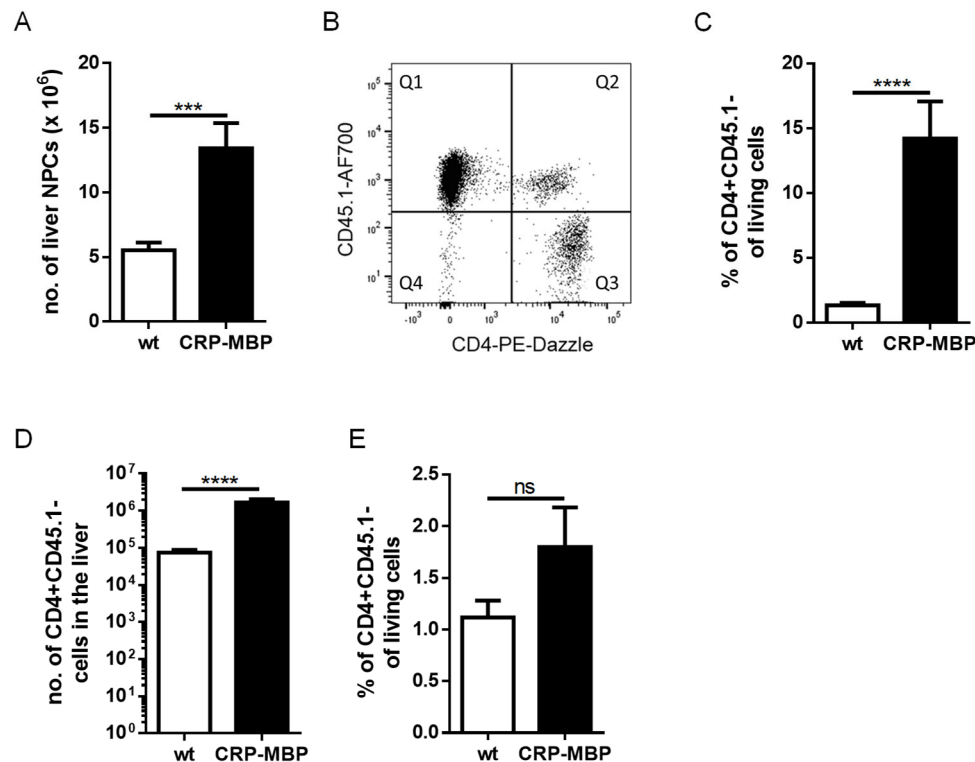 A
no. of liver NPCs (x 10⁶)
20
15
10
5
0
***
wt
CRP-MBP
B
CD45.1-AF700
10⁵
10⁴
10³
10²
10¹
Q1
Q2
Q4
Q3
-10³
0
10³
10⁴
10⁵
CD4-PE-Dazzle
C
% of CD4+CD45.1-
of living cells
20
15
10
5
0
****
wt
CRP-MBP
D
no. of CD4+CD45.1-
cells in the liver
10⁷
10⁶
10⁵
10⁴
10³
10²
10¹
10⁰
****
wt
CRP-MBP
E
% of CD4+CD45.1-
of living cells
2.5
2.0
1.5
1.0
0.5
0.0
ns
wt
CRP-MBP